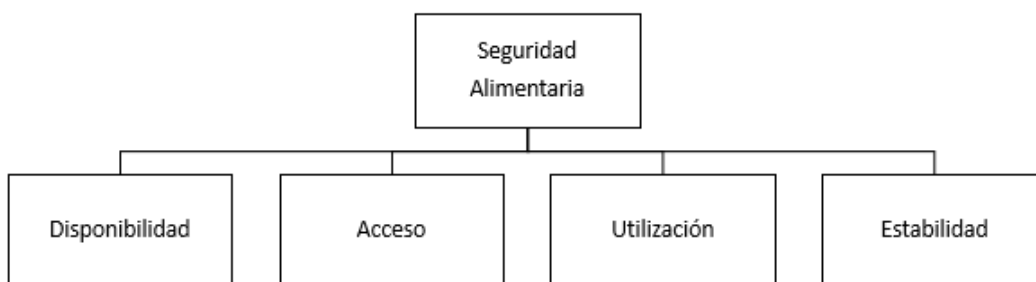 Seguridad
Alimentaria
Disponibilidad
Acceso
Utilización
Estabilidad